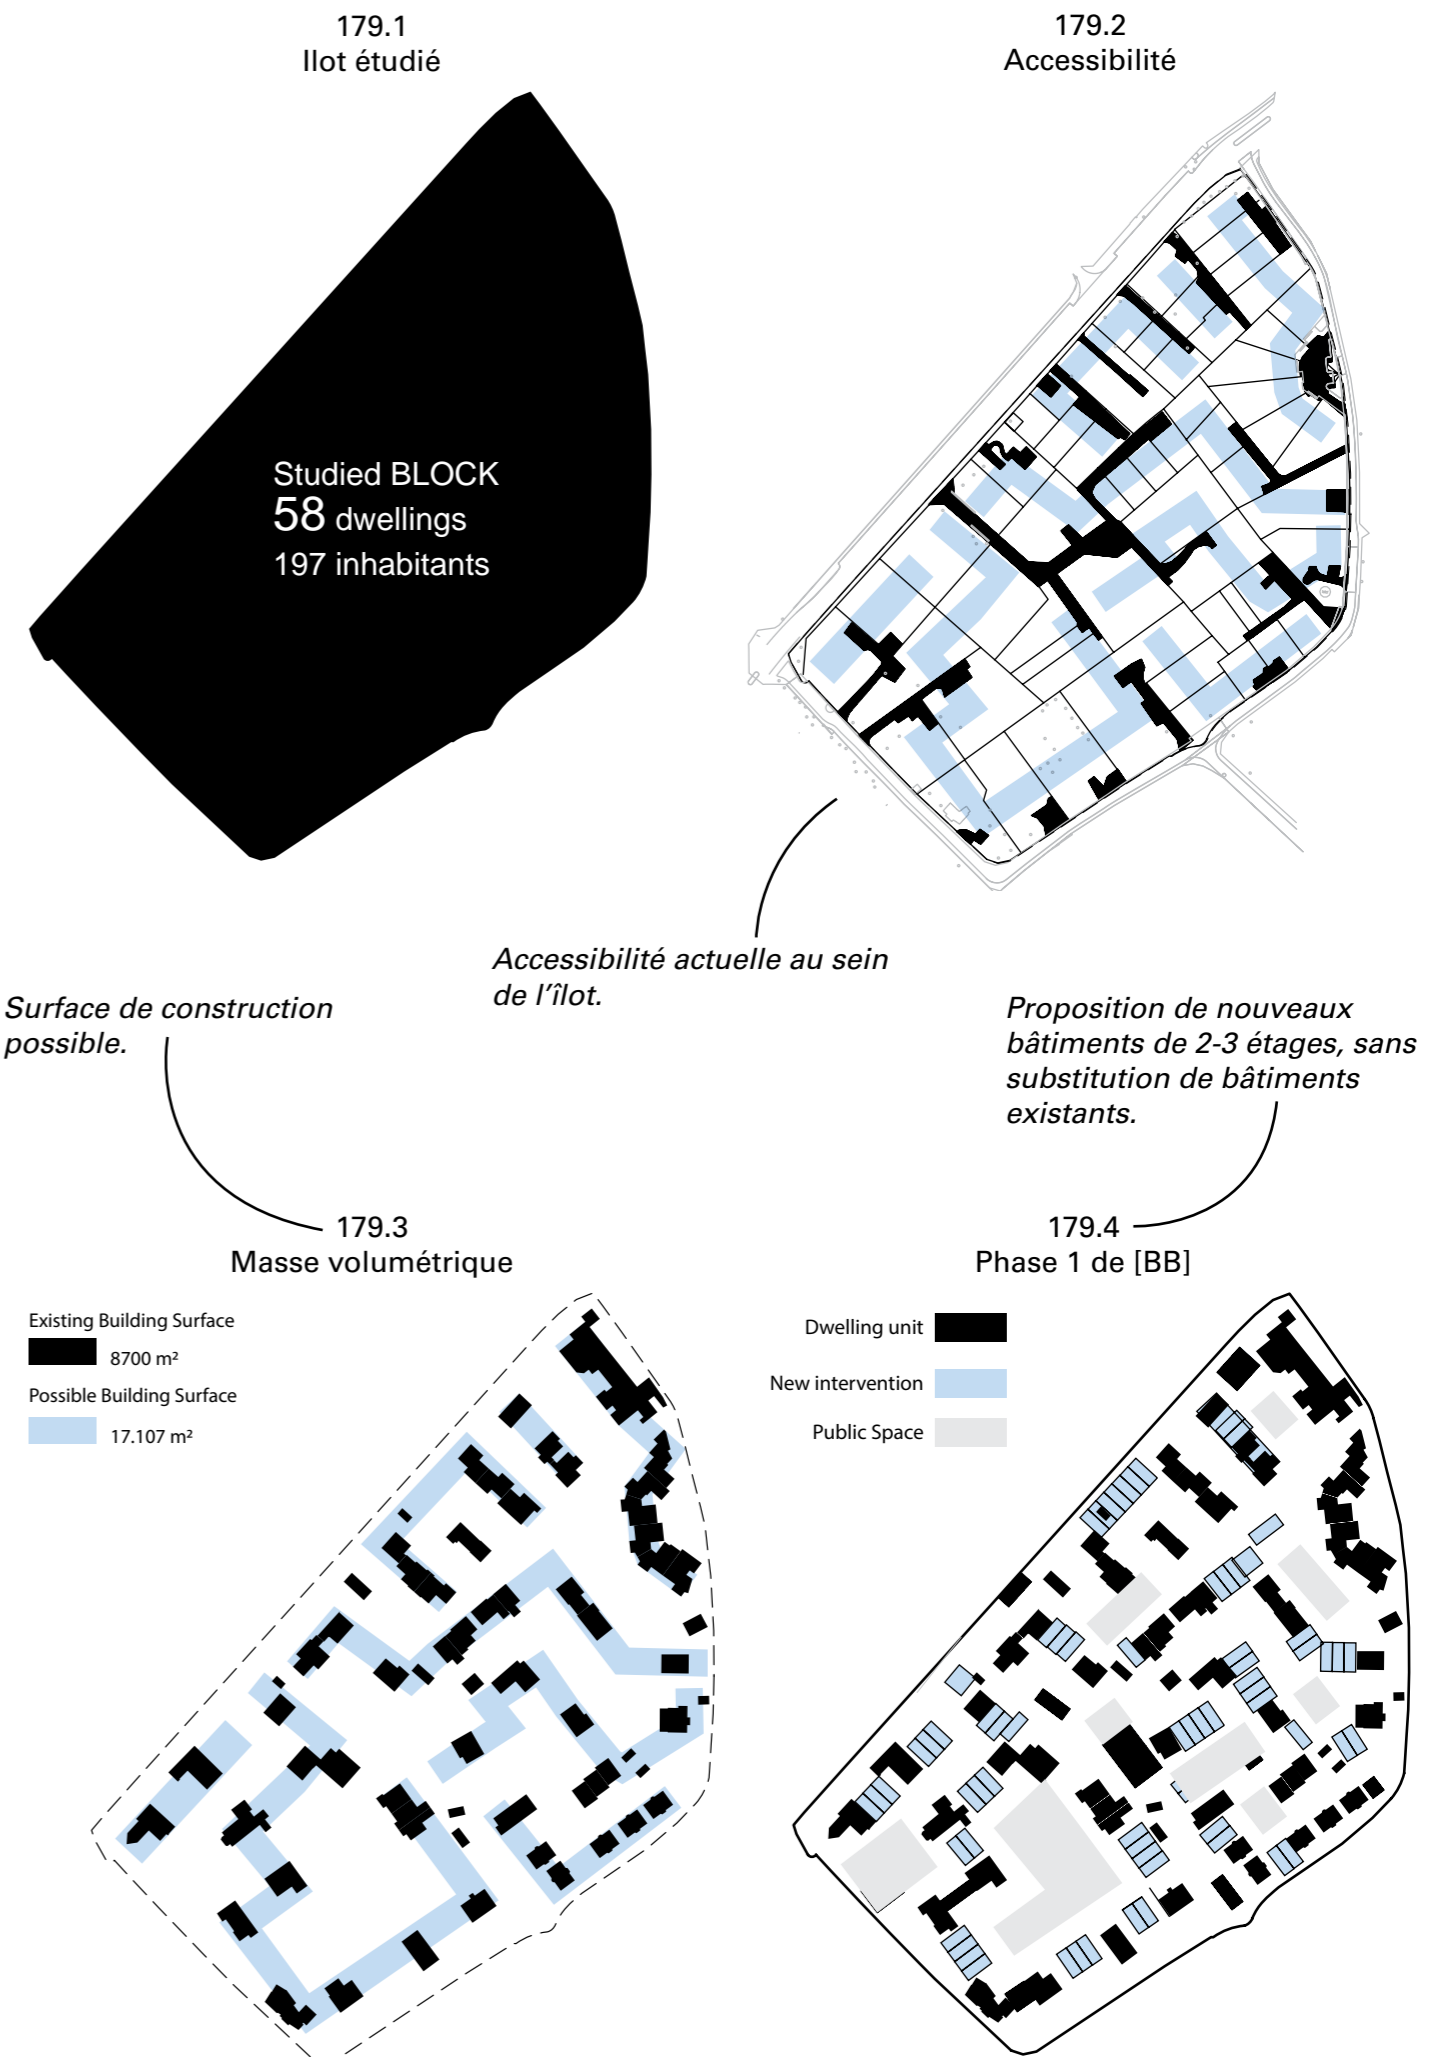 179.1
Ilot étudié
179.2
Accessibilité
Studied BLOCK
58 dwellings
197 inhabitants
Accessibilité actuelle au sein
de l'îlot.
Surface de construction
possible.
Proposition de nouveaux
bâtiments de 2-3 étages, sans
substitution de bâtiments
existants.
179.3
Masse volumétrique
179.4
Phase 1 de [BB]
Existing Building Surface
8700 m²
Possible Building Surface
17.107 m²
Dwelling unit
New intervention
Public Space